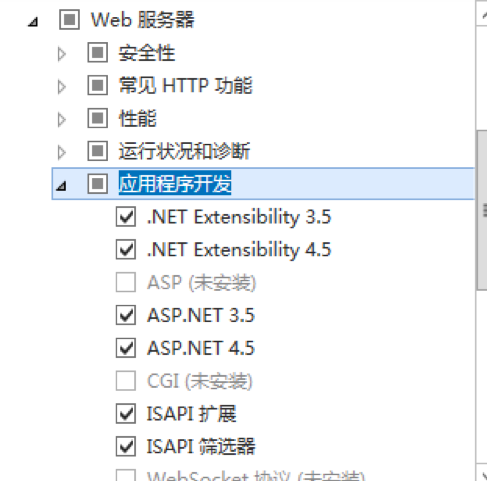 Web 服务器
安全性
常见 HTTP 功能
性能
运行状况和诊断
应用程序开发
.NET Extensibility 3.5
.NET Extensibility 4.5
ASP (未安装)
ASP.NET 3.5
ASP.NET 4.5
CGI (未安装)
ISAPI 扩展
ISAPI 筛选器
WebSocket 协议 (未安装)